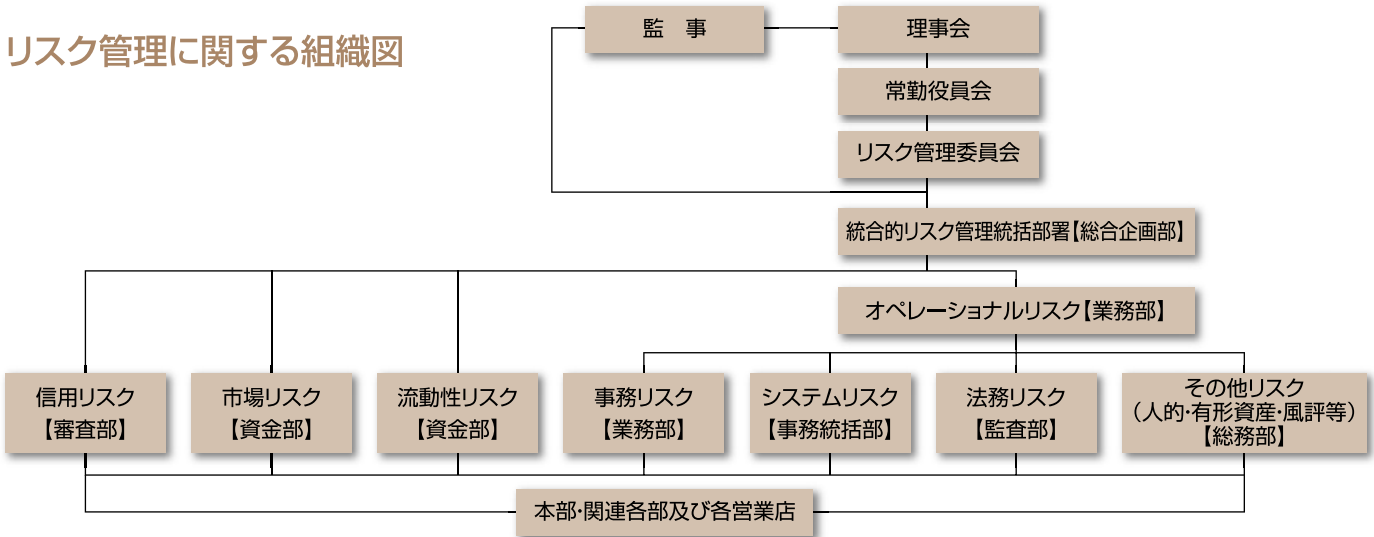 リスク管理に関する組織図
監　事
理事会
常勤役員会
リスク管理委員会
統合的リスク管理統括部署【総合企画部】
オペレーショナルリスク【業務部】
信用リスク
【審査部】
市場リスク
【資金部】
流動性リスク
【資金部】
事務リスク
【業務部】
システムリスク
【事務統括部】
法務リスク
【監査部】
その他リスク
（人的・有形資産・風評等）
【総務部】
本部・関連各部及び各営業店